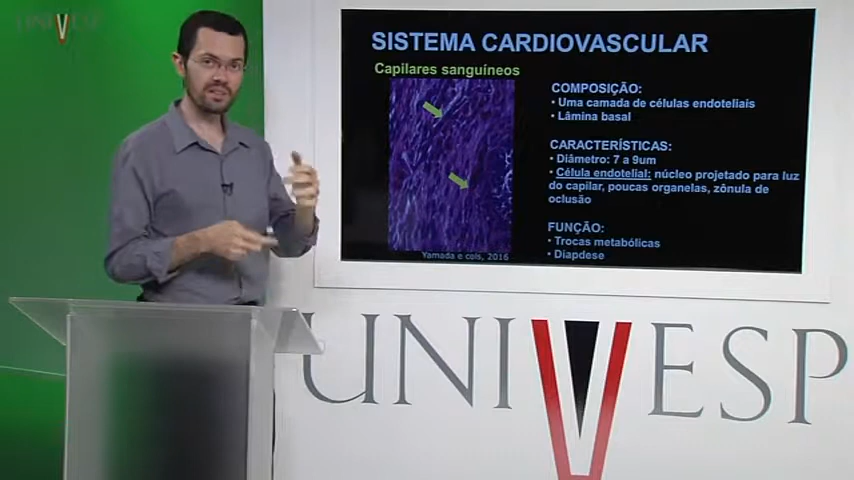 UNIVESP
SISTEMA CARDIOVASCULAR
Capilares sanguíneos
COMPOSIÇÃO:
• Uma camada de células endoteliais
• Lâmina basal
CARACTERÍSTICAS:
• Diâmetro: 7 a 9um
• Célula endotelial: núcleo projetado para luz
do capilar, poucas organelas, zônula de
oclusão
FUNÇÃO:
• Trocas metabólicas
• Diapdese
Yamada e cols, 2016
UNIVESP